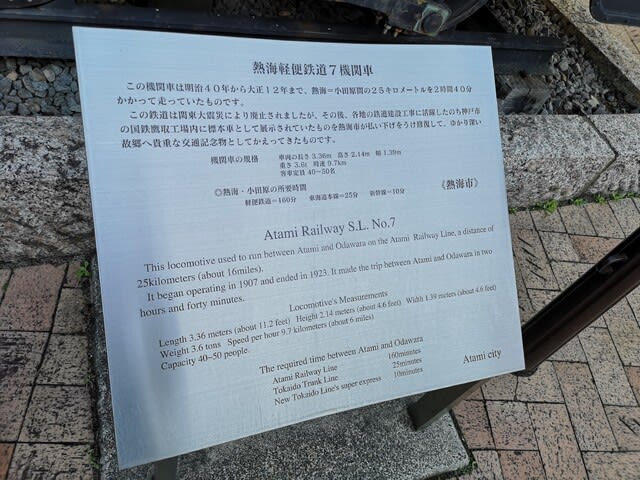 熱海軽便鉄道７機関車
この機関車は明治４０年から大正１２年まで、熱海＝小田原間の２５キロメートルを２時間４０分
かかって走っていたものです。
この鉄道は関東大震災により廃止されましたが、その後、各地の鉄道建設工事に活躍したのち神戸市
の国鉄鷹取工場内に標本車として展示されていたものを熱海市が払い下げをうけ修復して、ゆかり深い
故郷へ貴重な交通記念物としてかえってきたものです。
機関車の規格　車両の長さ 3.36m　高さ 2.14m　幅 1.39m
重さ 3.6t　時速 9.7km
客車定員 40~50名
◎熱海・小田原の所要時間
軽便鉄道＝160分　東海道本線＝25分　新幹線＝10分
《熱海市》
Atami Railway S.L. No.7
This locomotive used to run between Atami and Odawara on the Atami Railway Line, a distance of
25kilometers (about 16miles).
It began operating in 1907 and ended in 1923. It made the trip between Atami and Odawara in two
hours and forty minutes.
Locomotive's Measurements
Length 3.36 meters (about 11.2 feet) Height 2.14 meters (about 4.6 feet) Width 1.39 meters (about 4.6 feet)
Weight 3.6 tons Speed per hour 9.7 kilometers (about 6 miles)
Capacity 40~50 people.
The required time between Atami and Odawara
Atami Railway Line 160minutes
Tokaido Trank Line 25minutes
New Tokaido Line's super express 10minutes
Atami city